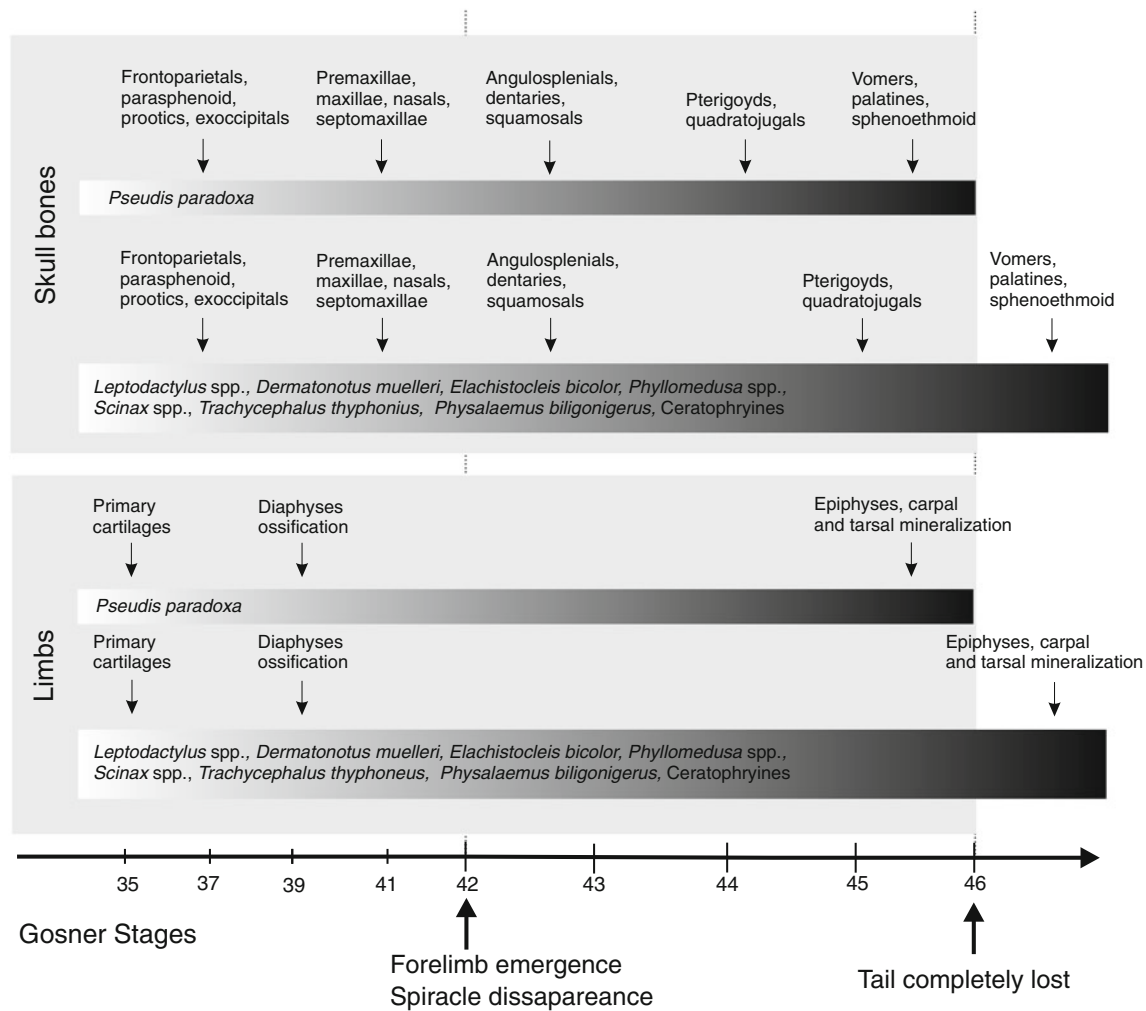 Skull bones
Frontoparietals,
parasphenoid,
prootics, exoccipitals
Premaxillae,
maxillae, nasals,
septomaxillae
Angulosplenials,
dentaries,
squamosals
Pterigoyds,
quadratojugals
Vomers,
palatines,
sphenoethmoid
Pseudis paradoxa
Frontoparietals,
parasphenoid,
prootics, exoccipitals
Premaxillae,
maxillae, nasals,
septomaxillae
Angulosplenials,
dentaries,
squamosals
Pterigoyds,
quadratojugals
Vomers,
palatines,
sphenoethmoid
Leptodactylus spp., Dermatonotus muelleri, Elachistocleis bicolor, Phyllomedusa spp.,
Scinax spp., Trachycephalus thyphonius, Physalaemus biligonigerus, Ceratophryines
Limbs
Primary
cartilages
Diaphyses
ossification
Epiphyses, carpal
and tarsal mineralization
Pseudis paradoxa
Primary
cartilages
Diaphyses
ossification
Epiphyses, carpal
and tarsal mineralization
Leptodactylus spp., Dermatonotus muelleri, Elachistocleis bicolor, Phyllomedusa spp.,
Scinax spp., Trachycephalus thyphoneus, Physalaemus biligonigerus, Ceratophryines
35 37 39 41 42 43 44 45 46
Gosner Stages
Forelimb emergence
Spiracle dissapareance
Tail completely lost